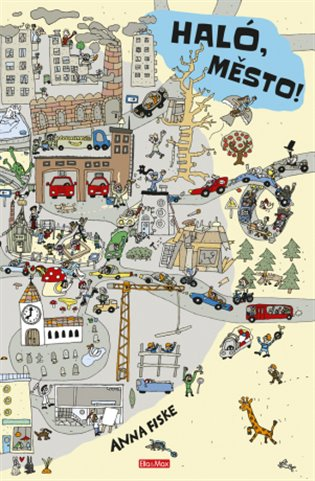 HALÓ,
MĚSTO!
ANNA FISKE
Ella & Max